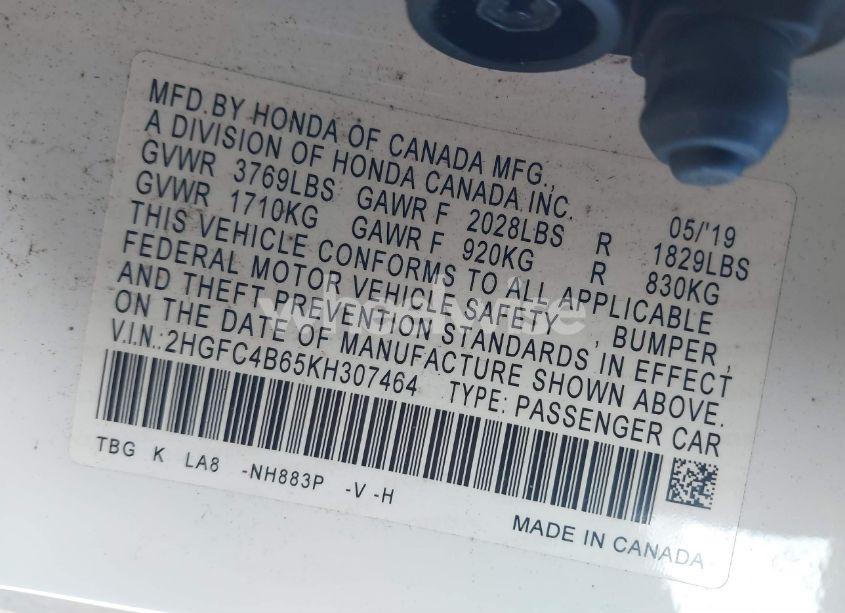 MFD.BY HONDA OF CANADA MFG.,
A DIVISION OF HONDA CANADA INC. 05/'19
GVWR 3769LBS GAWR F 2028LBS R 1829LBS
GVWR 1710KG GAWR F 920KG R 830KG
THIS VEHICLE CONFORMS TO ALL APPLICABLE
FEDERAL MOTOR VEHICLE SAFETY, BUMPER,
AND THEFT PREVENTION STANDARDS IN EFFECT
ON THE DATE OF MANUFACTURE SHOWN ABOVE.
V.I.N.:2HGFC4B65KH307464 TYPE: PASSENGER CAR
TBG K LA8 -NH883P -V -H
MADE IN CANADA
wheelwise